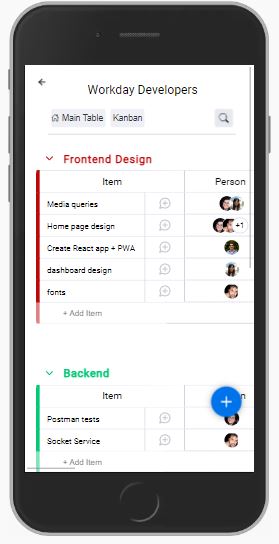 Workday Developers
Main Table Kanban
Frontend Design
Item Person
Media queries
Home page design +1
Create React app + PWA
dashboard design
fonts
+ Add Item
Backend
Item n
Postman tests
Socket Service
+ Add Item